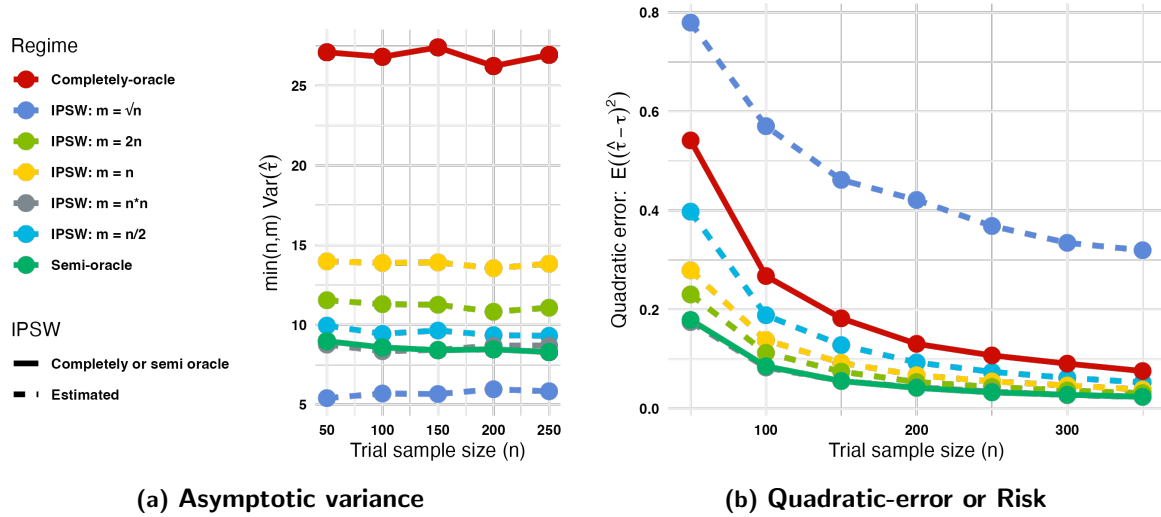 Regime
Completely-oracle
IPSW: m = √n
IPSW: m = 2n
IPSW: m = n
IPSW: m = n*n
IPSW: m = n/2
Semi-oracle
IPSW
Completely or semi oracle
Estimated
min(n,m) Var(τ̂)
25
20
15
10
5
50 100 150 200 250
Trial sample size (n)
(a) Asymptotic variance
Quadratic error: E((τ̂−τ)²)
0.8
0.6
0.4
0.2
0.0
100 200 300
Trial sample size (n)
(b) Quadratic-error or Risk